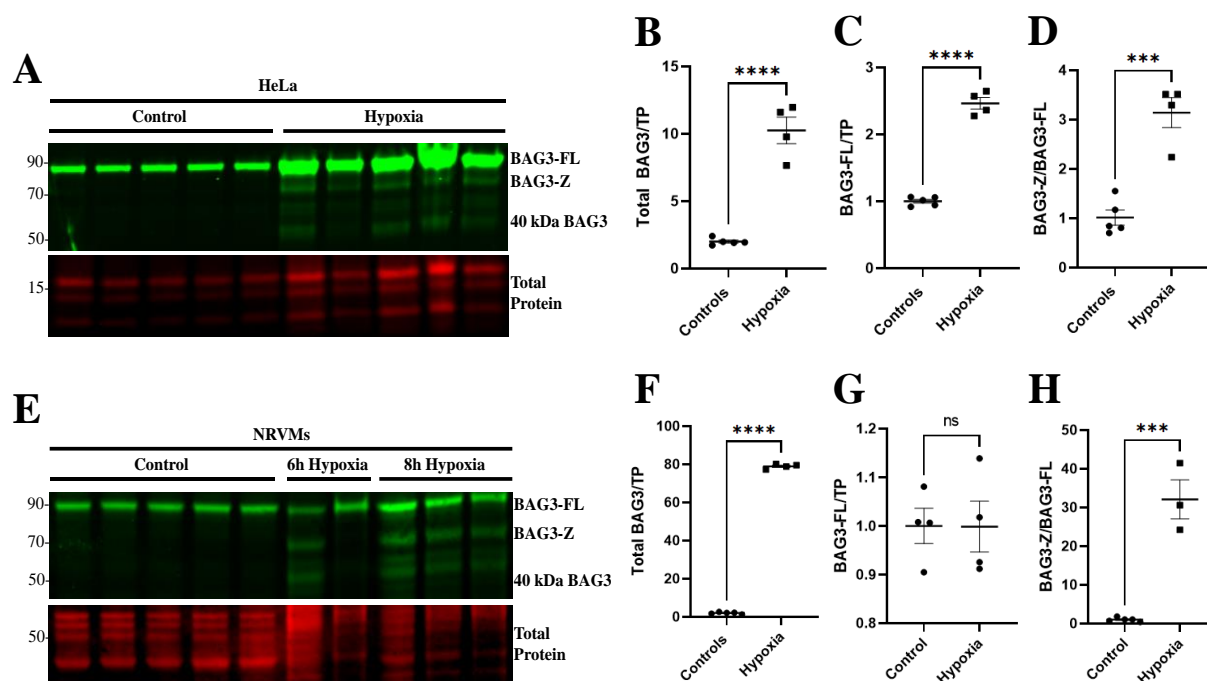 A
HeLa
Control Hypoxia
90
70
50
BAG3-FL
BAG3-Z
40 kDa BAG3
15
Total
Protein
B
Total BAG3/TP
15
10
5
0
****
Controls
Hypoxia
C
BAG3-FL/TP
3
2
1
0
****
Controls
Hypoxia
D
BAG3-Z/BAG3-FL
4
3
2
1
0
***
Controls
Hypoxia
E
NRVMs
Control 6h Hypoxia 8h Hypoxia
90
70
50
BAG3-FL
BAG3-Z
40 kDa BAG3
50
Total
Protein
F
Total BAG3/TP
100
80
60
40
20
0
****
Controls
Hypoxia
G
BAG3-FL/TP
1.2
1.1
1.0
0.9
0.8
ns
Control
Hypoxia
H
BAG3-Z/BAG3-FL
50
40
30
20
10
0
***
Control
Hypoxia